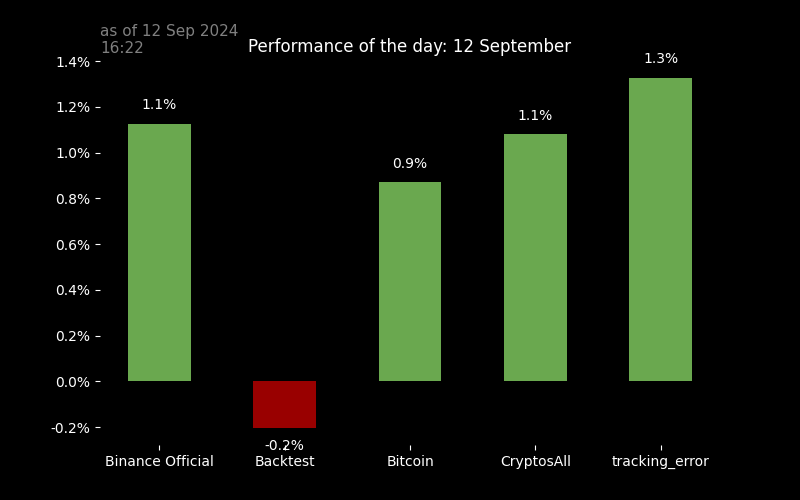 as of 12 Sep 2024
16:22
Performance of the day: 12 September
1.4%
1.2%
1.0%
0.8%
0.6%
0.4%
0.2%
0.0%
-0.2%
1.1%
-0.2%
0.9%
1.1%
1.3%
Binance Official
Backtest
Bitcoin
CryptosAll
tracking_error